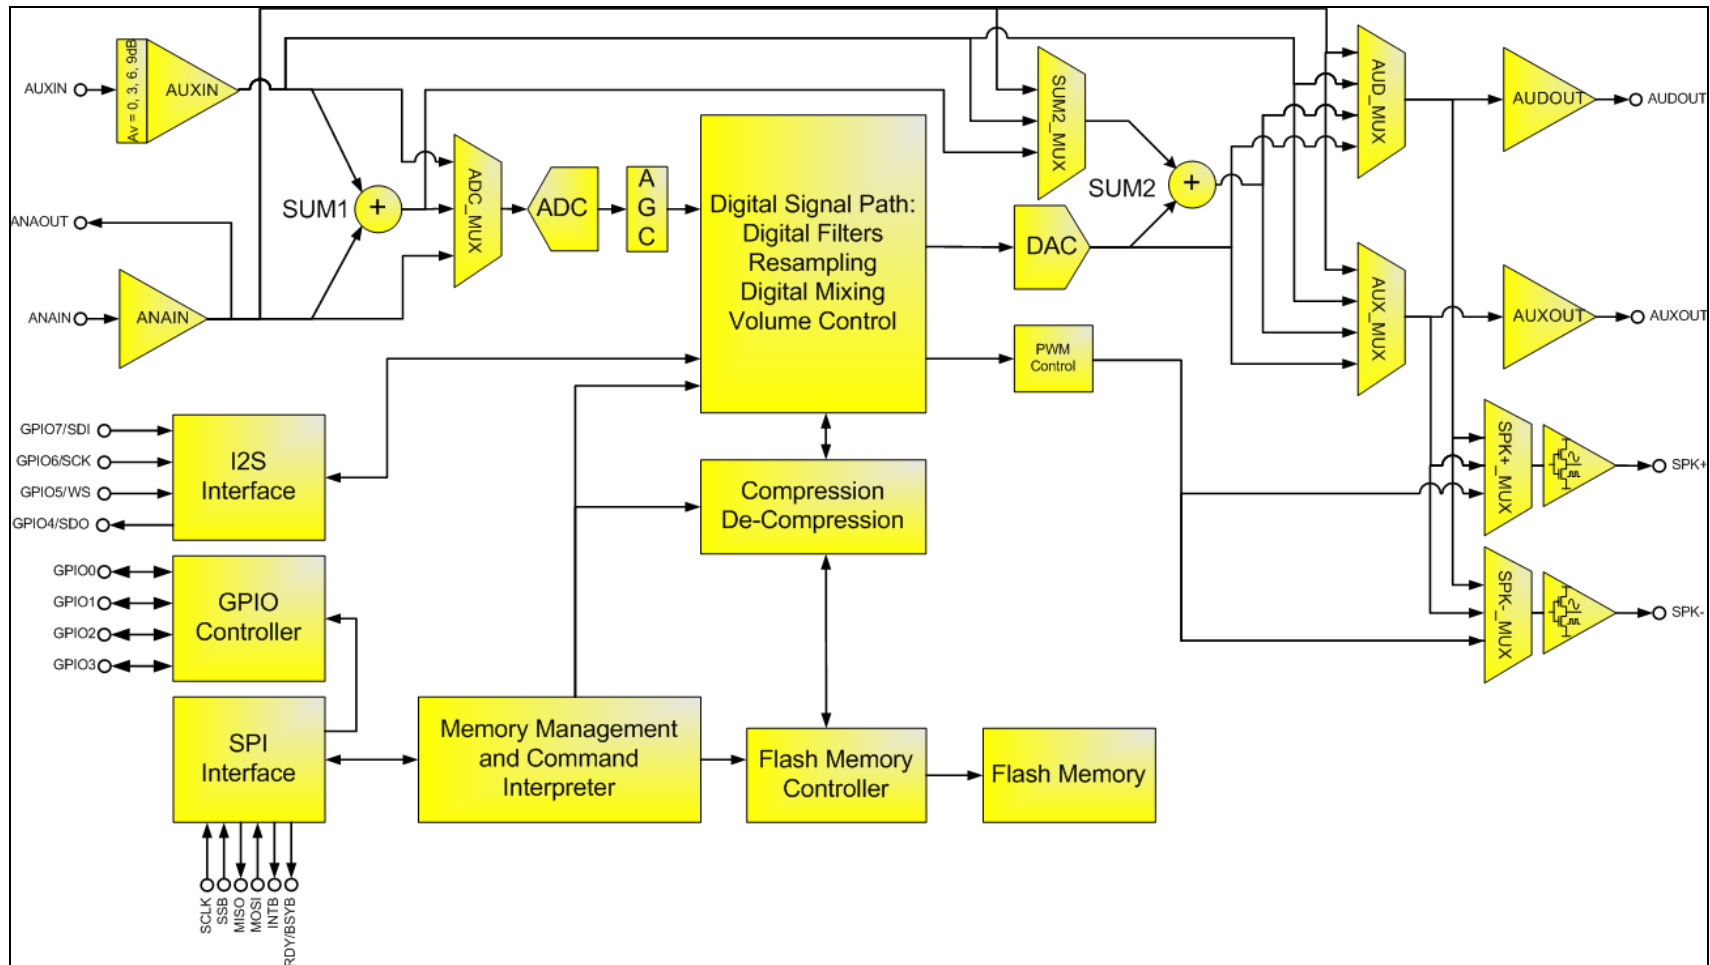 AUXIN
Av = 0, 3, 6, 9dB
AUXIN
SUM1
+
ANAOUT
ANAIN
ANAIN
ADC_MUX
ADC
A
G
C
Digital Signal Path:
Digital Filters
Resampling
Digital Mixing
Volume Control
SUM2_MUX
SUM2
+
DAC
PWM
Control
AUD_MUX
AUDOUT
AUDOUT
AUX_MUX
AUXOUT
AUXOUT
SPK+_MUX
SPK+
SPK-_MUX
SPK-
GPIO7/SDI
GPIO6/SCK
GPIO5/WS
GPIO4/SDO
I2S
Interface
Compression
De-Compression
GPIO0
GPIO1
GPIO2
GPIO3
GPIO
Controller
SPI
Interface
Memory Management
and Command
Interpreter
Flash Memory
Controller
Flash Memory
SCLK
SSB
MISO
MOSI
INTB
RDY/BSYB